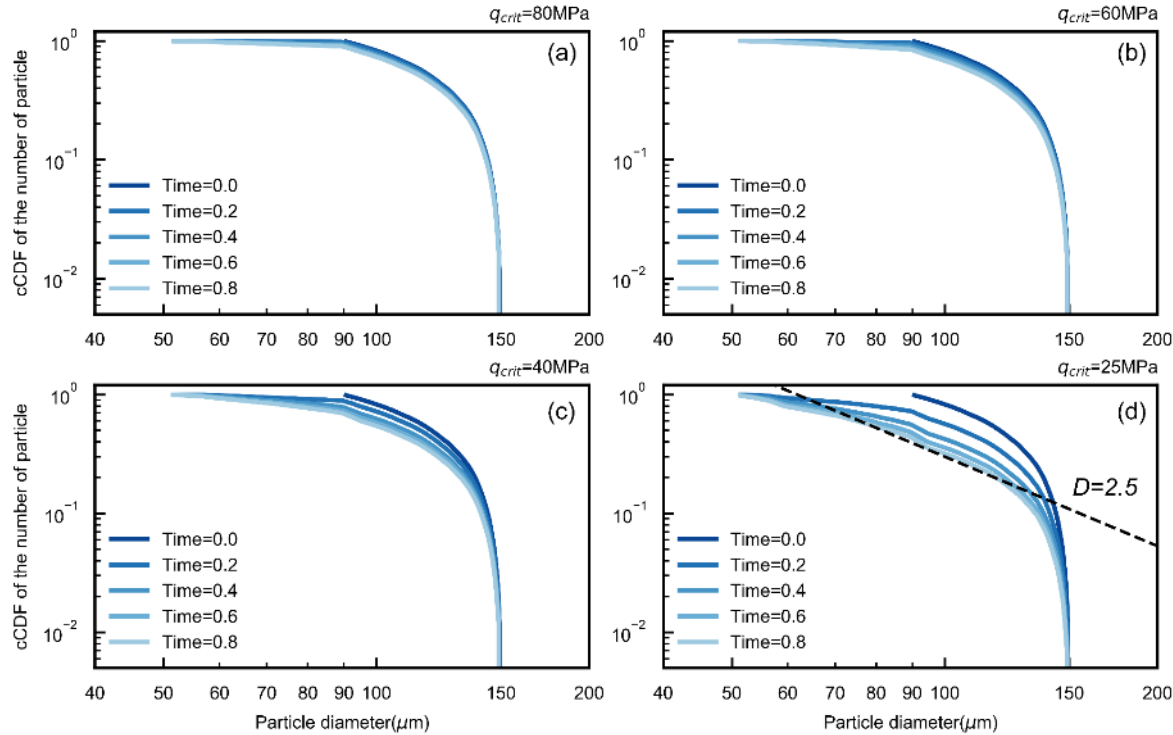 q_crit=80MPa
(a)
10^0
10^-1
10^-2
cCDF of the number of particle
Time=0.0
Time=0.2
Time=0.4
Time=0.6
Time=0.8
40 50 60 70 80 90 100 150 200
q_crit=60MPa
(b)
10^0
10^-1
10^-2
Time=0.0
Time=0.2
Time=0.4
Time=0.6
Time=0.8
40 50 60 70 80 90 100 150 200
q_crit=40MPa
(c)
10^0
10^-1
10^-2
cCDF of the number of particle
Time=0.0
Time=0.2
Time=0.4
Time=0.6
Time=0.8
40 50 60 70 80 90 100 150 200
Particle diameter(μm)
q_crit=25MPa
(d)
10^0
10^-1
10^-2
D=2.5
Time=0.0
Time=0.2
Time=0.4
Time=0.6
Time=0.8
40 50 60 70 80 90 100 150 200
Particle diameter(μm)